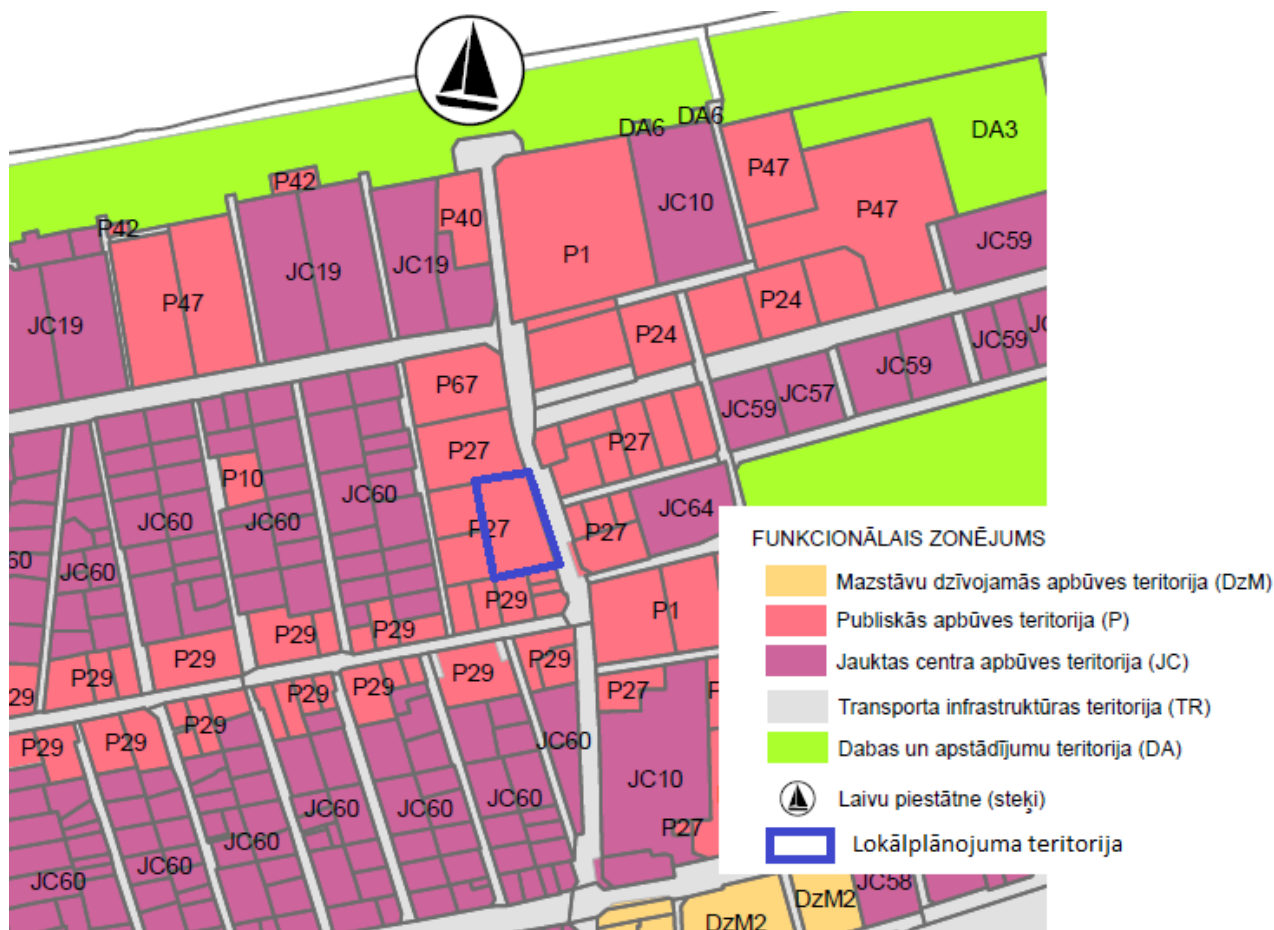 DA6
DA6
DA3
P42
P47
P42
P40
JC10
P47
P1
JC19
JC19
JC59
P47
JC19
P24
P24
JC59
JC59
JC57
JC59
P67
P27
P27
P10
JC60
JC60
JC60
JC60
60
P27
P27
JC64
P29
P1
P29
P29
P29
P29
29
P29
P29
P29
P29
P29
P29
P29
P27
JC60
JC10
JC60
JC60
JC60
JC60
JC60
JC60
P27
DzM2
DzM2
JC58
FUNKCIONĀLAIS ZONĒJUMS
Mazstāvu dzīvojamās apbūves teritorija (DzM)
Publiskās apbūves teritorija (P)
Jauktas centra apbūves teritorija (JC)
Transporta infrastruktūras teritorija (TR)
Dabas un apstādījumu teritorija (DA)
Laivu piestātne (steķi)
Lokālplānojuma teritorija